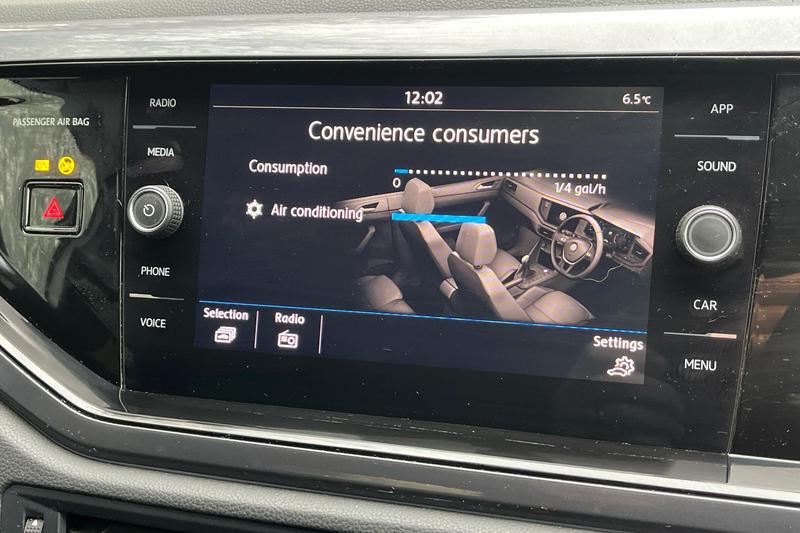 12:02
6.5°C
Convenience consumers
Consumption
0
1/4 gal/h
Air conditioning
Selection
Radio
Settings
PASSENGER AIR BAG
RADIO
MEDIA
PHONE
VOICE
APP
SOUND
CAR
MENU